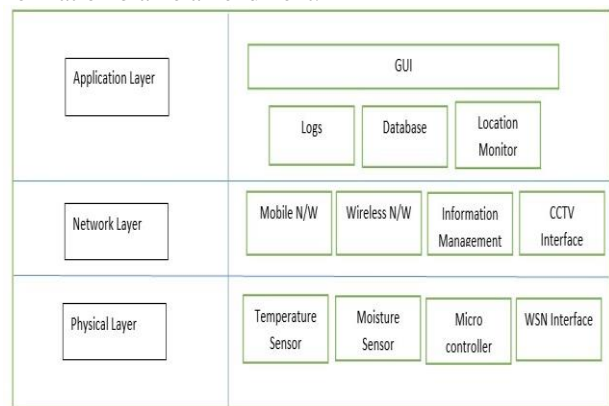 Application Layer
GUI
Logs
Database
Location
Monitor
Network Layer
Mobile N/W
Wireless N/W
Information
Management
CCTV
Interface
Physical Layer
Temperature
Sensor
Moisture
Sensor
Micro
controller
WSN Interface